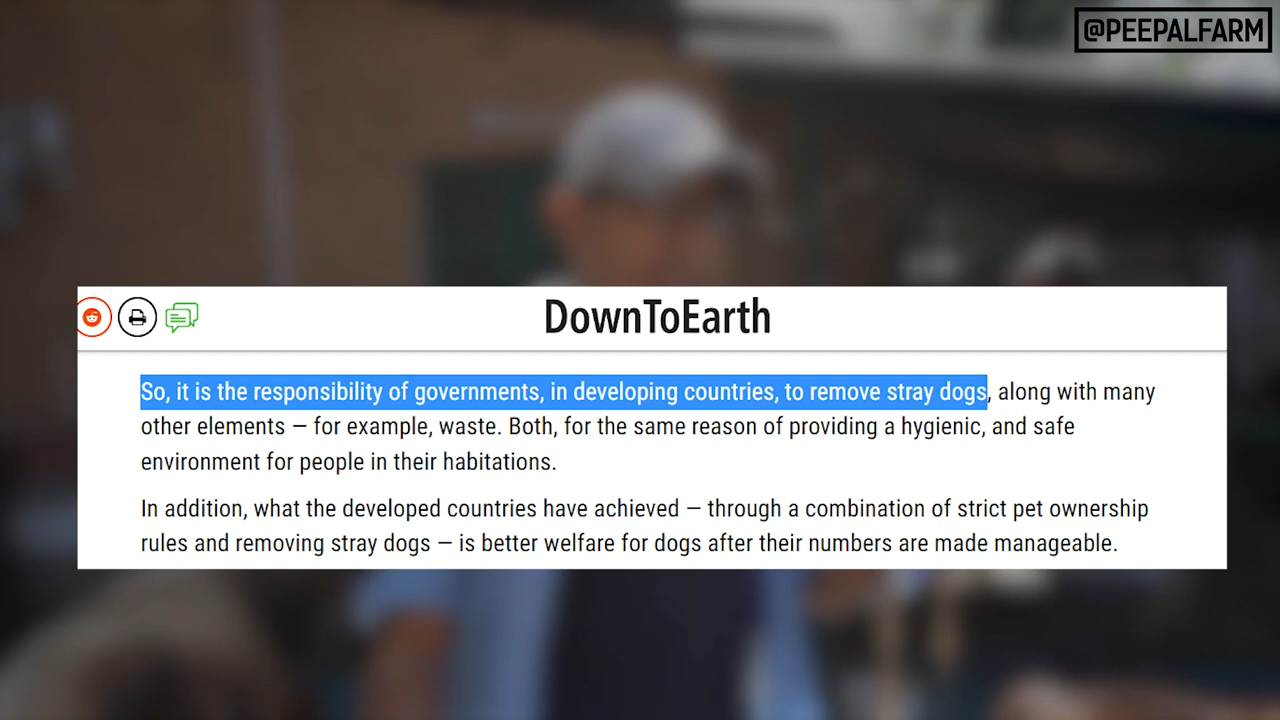 @PEEPALFARM
DownToEarth
So, it is the responsibility of governments, in developing countries, to remove stray dogs, along with many
other elements – for example, waste. Both, for the same reason of providing a hygienic, and safe
environment for people in their habitations.
In addition, what the developed countries have achieved – through a combination of strict pet ownership
rules and removing stray dogs – is better welfare for dogs after their numbers are made manageable.